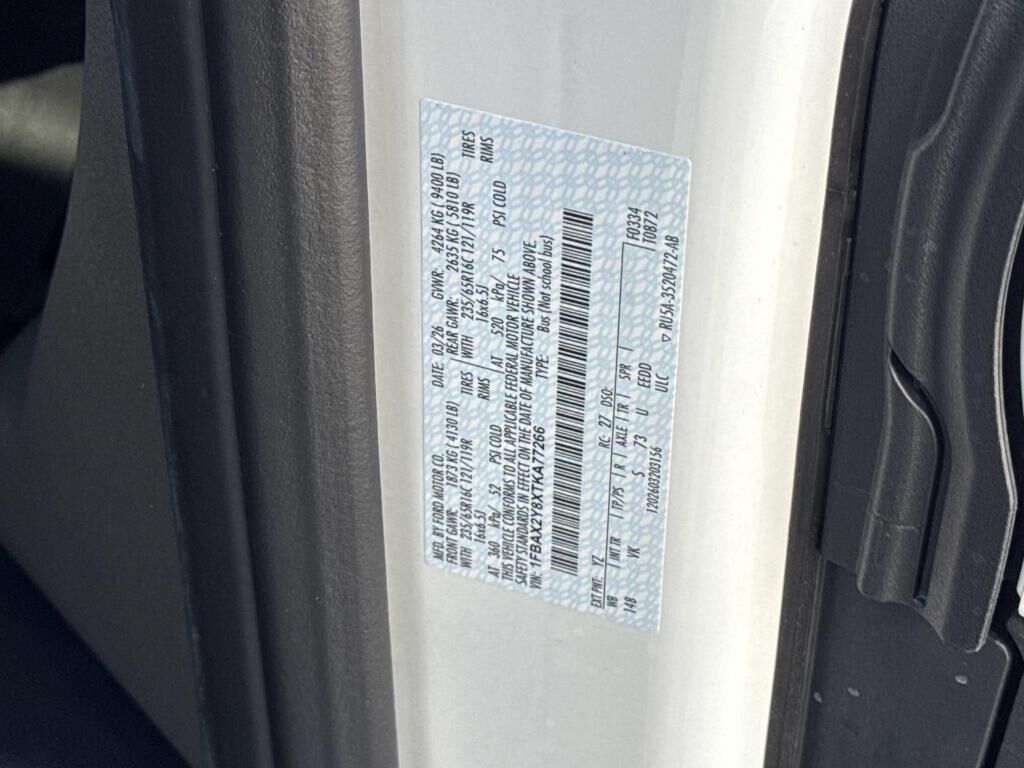 MFD. BY FORD MOTOR CO. DATE: 03/26 GVWR: 4264 KG ( 9400 LB)
FRONT GAWR: 1873 KG ( 4130 LB) REAR GAWR: 2635 KG ( 5810 LB)
WITH 235/65R16C 121/119R TIRES WITH 235/65R16C 121/119R TIRES
16x6.5J RIMS 16x6.5J RIMS
AT 360 kPa/ 52 PSI COLD AT 520 kPa/ 75 PSI COLD
THIS VEHICLE CONFORMS TO ALL APPLICABLE FEDERAL MOTOR VEHICLE
SAFETY STANDARDS IN EFFECT ON THE DATE OF MANUFACTURE SHOWN ABOVE.
VIN: 1FBAX2Y8XTKA77266 TYPE: Bus (Not school bus)
EXT PNT: YZ RC: 27 DSO: F0334
WB INT TR TP/PS R AXLE TR SPR 1T0872
148 VK S 73 U FEDD
120260203156 ULC
▽ RU5A-3520472-AB